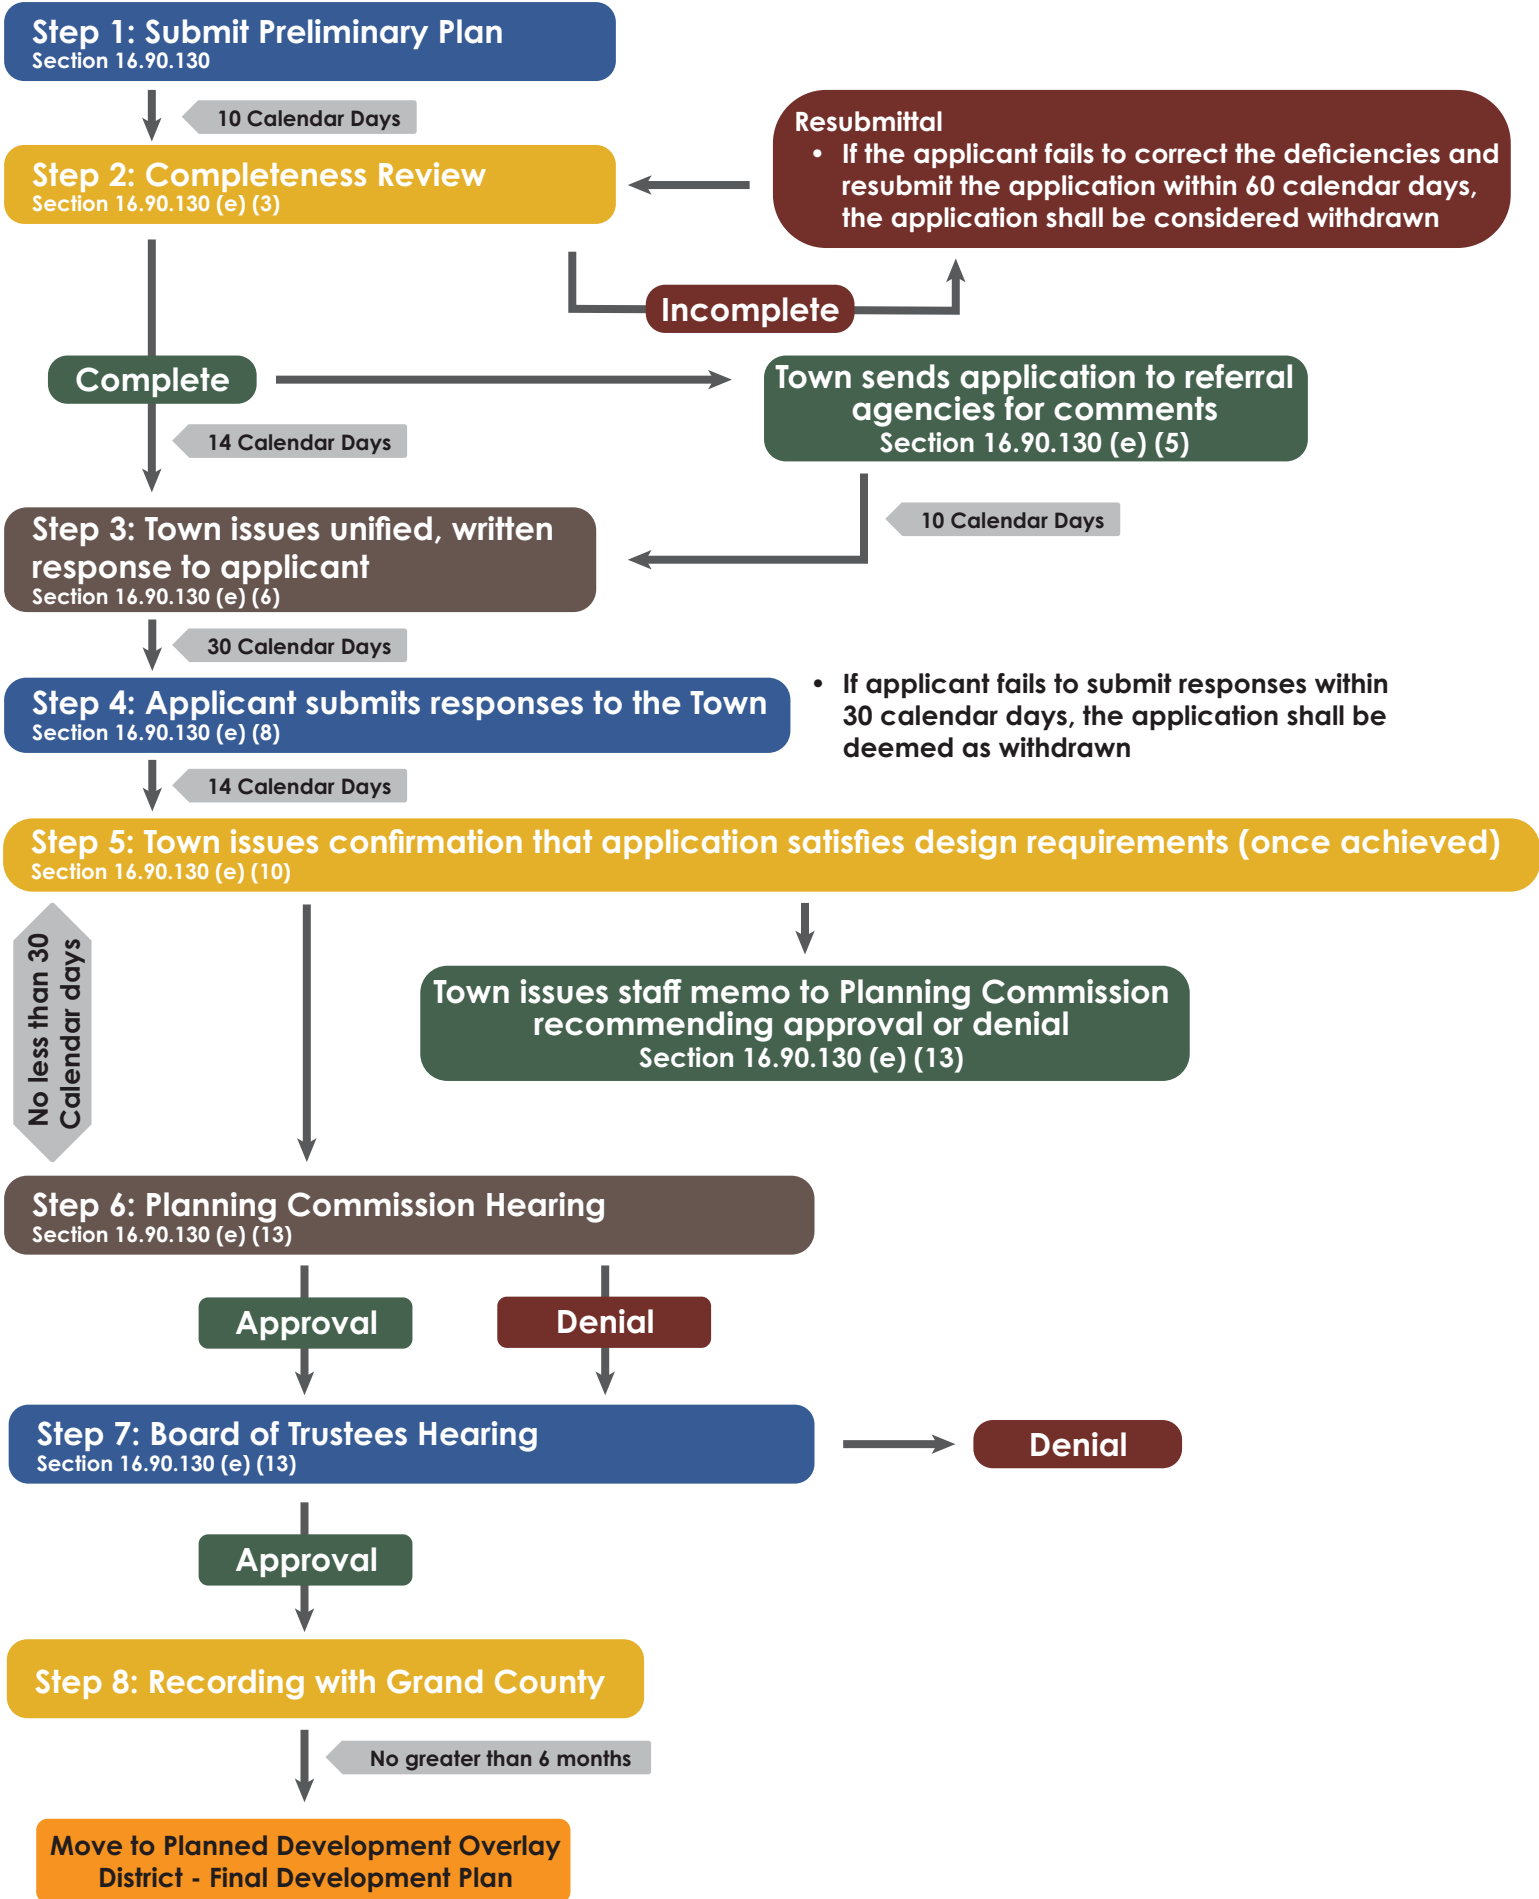 Step 1: Submit Preliminary Plan
Section 16.90.130
10 Calendar Days
Resubmittal
• If the applicant fails to correct the deficiencies and
resubmit the application within 60 calendar days,
the application shall be considered withdrawn
Step 2: Completeness Review
Section 16.90.130 (e) (3)
Incomplete
Complete
Town sends application to referral
agencies for comments
Section 16.90.130 (e) (5)
14 Calendar Days
10 Calendar Days
Step 3: Town issues unified, written
response to applicant
Section 16.90.130 (e) (6)
30 Calendar Days
Step 4: Applicant submits responses to the Town
Section 16.90.130 (e) (8)
• If applicant fails to submit responses within
30 calendar days, the application shall be
deemed as withdrawn
14 Calendar Days
Step 5: Town issues confirmation that application satisfies design requirements (once achieved)
Section 16.90.130 (e) (10)
No less than 30
Calendar days
Town issues staff memo to Planning Commission
recommending approval or denial
Section 16.90.130 (e) (13)
Step 6: Planning Commission Hearing
Section 16.90.130 (e) (13)
Approval
Denial
Step 7: Board of Trustees Hearing
Section 16.90.130 (e) (13)
Denial
Approval
Step 8: Recording with Grand County
No greater than 6 months
Move to Planned Development Overlay
District - Final Development Plan